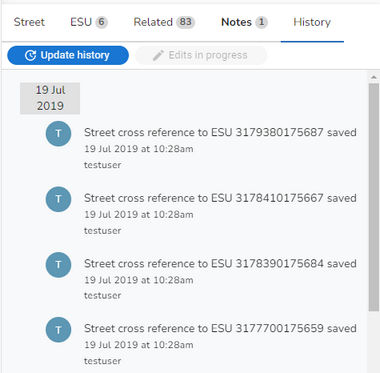 Street ESU 6 Related 83 Notes 1 History
Update history Edits in progress
19 Jul
2019
T Street cross reference to ESU 3179380175687 saved
19 Jul 2019 at 10:28am
testuser
T Street cross reference to ESU 3178410175667 saved
19 Jul 2019 at 10:28am
testuser
T Street cross reference to ESU 3178390175684 saved
19 Jul 2019 at 10:28am
testuser
T Street cross reference to ESU 3177700175659 saved
19 Jul 2019 at 10:28am
testuser